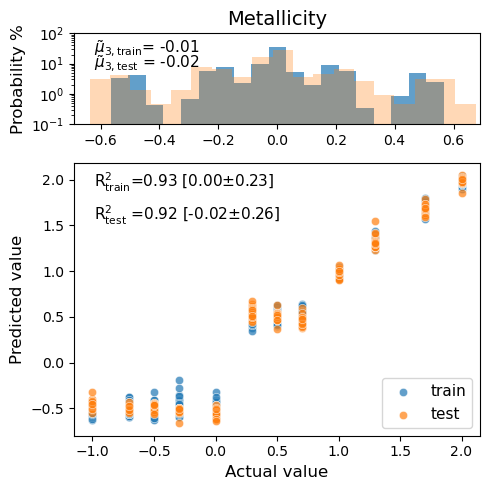 Metallicity
Probability %
10²
10¹
10⁰
10⁻¹
μ̃₃,train= -0.01
μ̃₃,test = -0.02
−0.6 −0.4 −0.2 0.0 0.2 0.4 0.6
Predicted value
2.0
1.5
1.0
0.5
0.0
−0.5
R²train=0.93 [0.00±0.23]
R²test =0.92 [-0.02±0.26]
train
test
−1.0 −0.5 0.0 0.5 1.0 1.5 2.0
Actual value